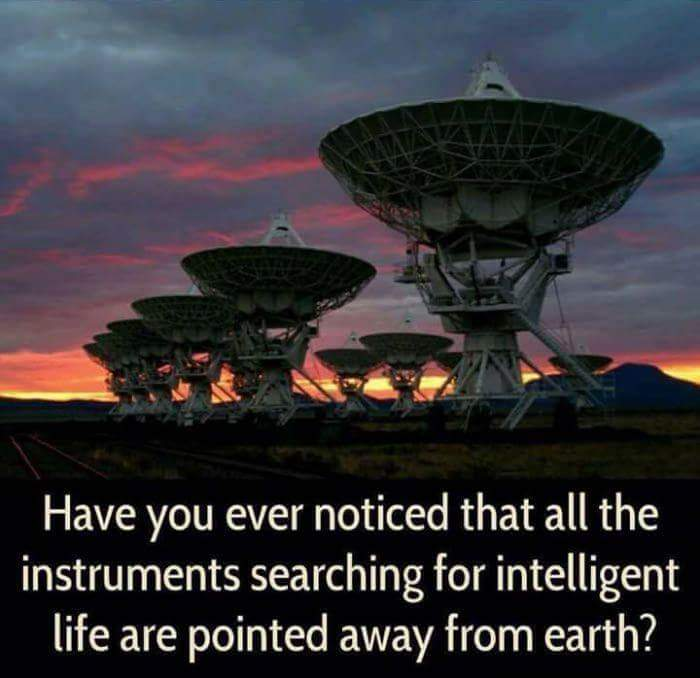 Have you ever noticed that all the
instruments searching for intelligent
life are pointed away from earth?